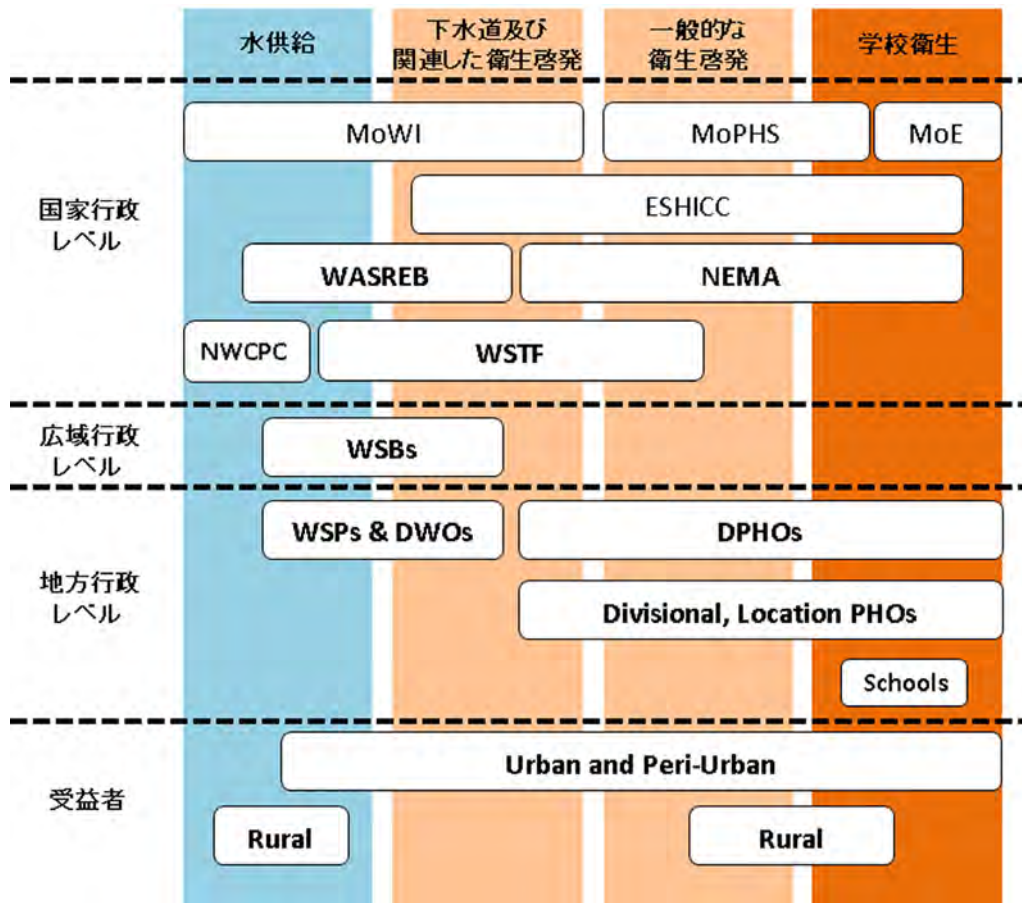 水供給
下水道及び
関連した衛生啓発
一般的な
衛生啓発
学校衛生
国家行政
レベル
MoWI
MoPHS
MoE
ESHICC
WASREB
NEMA
NWCPC
WSTF
広域行政
レベル
WSBs
地方行政
レベル
WSPs & DWOs
DPHOs
Divisional, Location PHOs
Schools
受益者
Urban and Peri-Urban
Rural
Rural